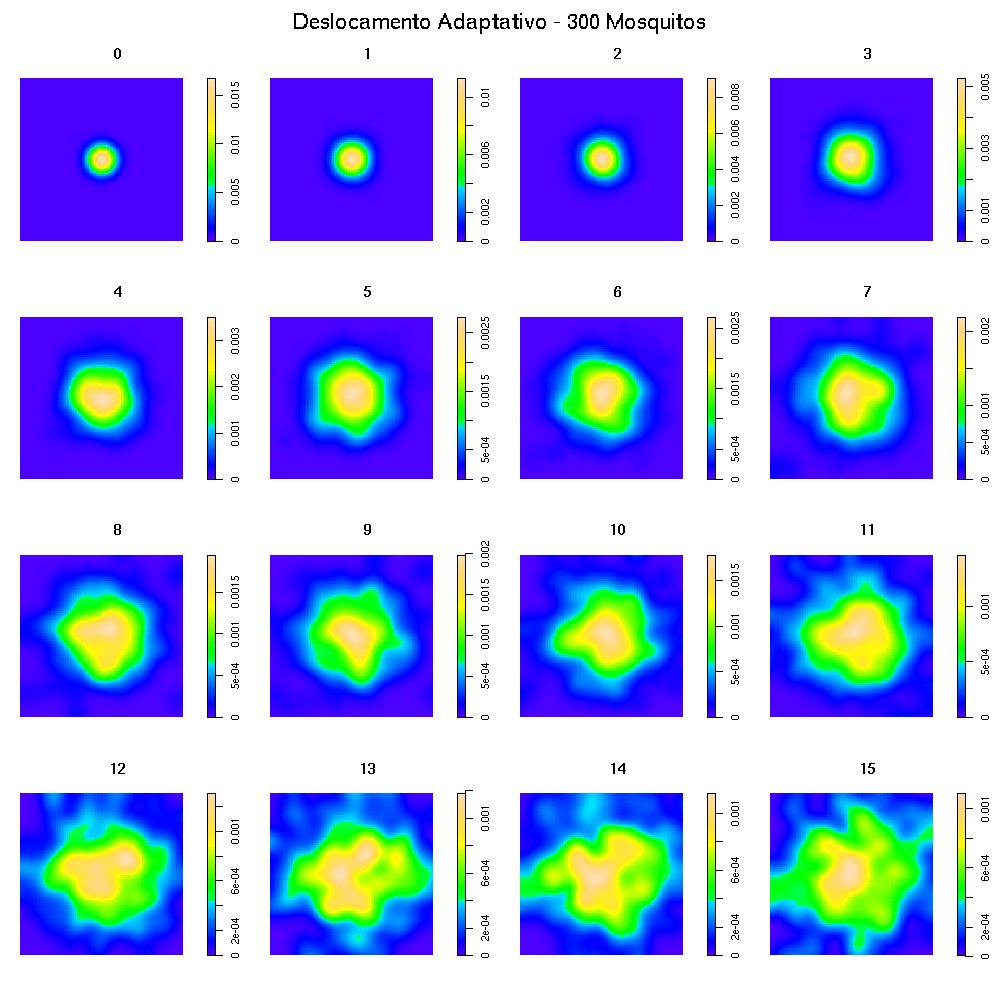 Deslocamento Adaptativo - 300 Mosquitos
0 1 2 3
0 0.005 0.01 0.015
0 0.002 0.006 0.01
0 0.002 0.004 0.006 0.008
0 0.001 0.003 0.005
4 5 6 7
0 0.001 0.002 0.003
0 5e-04 0.0015 0.0025
0 5e-04 0.0015 0.0025
0 5e-04 0.001 0.002
8 9 10 11
0 5e-04 0.001 0.0015
0 5e-04 0.001 0.0015 0.002
0 5e-04 0.001 0.0015
0 5e-04 0.001
12 13 14 15
0 2e-04 6e-04 0.001
0 2e-04 6e-04 0.001
0 2e-04 6e-04 0.001
0 2e-04 6e-04 0.001